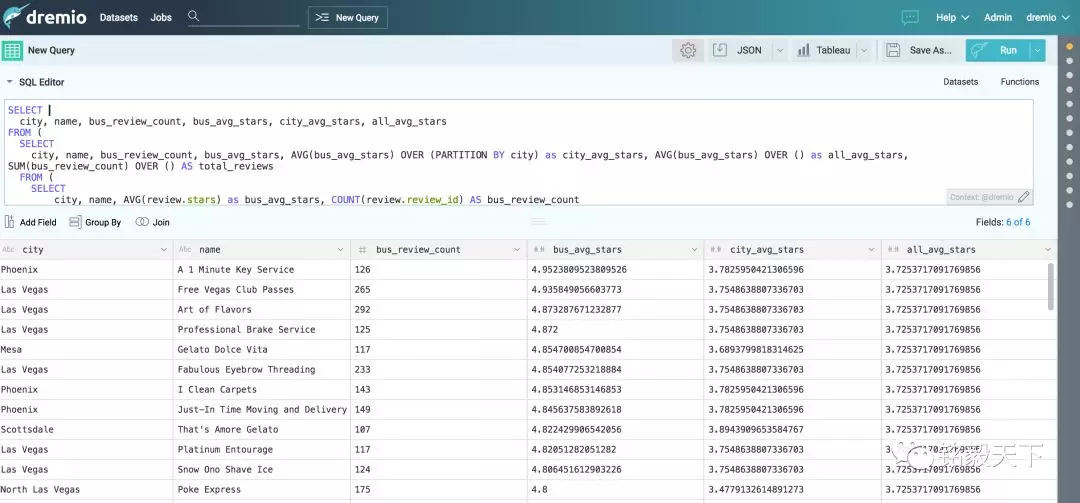 dremio Datasets Jobs New Query Help Admin dremio
New Query JSON Tableau Save As... Run
SQL Editor Datasets Functions
SELECT
city, name, bus_review_count, bus_avg_stars, city_avg_stars, all_avg_stars
FROM (
SELECT
city, name, bus_review_count, bus_avg_stars, AVG(bus_avg_stars) OVER (PARTITION BY city) as city_avg_stars, AVG(bus_avg_stars) OVER () as all_avg_stars,
SUM(bus_review_count) OVER () AS total_reviews
FROM (
SELECT
city, name, AVG(review.stars) as bus_avg_stars, COUNT(review.review_id) AS bus_review_count
Context: @dremio
Add Field Group By Join Fields: 6 of 6
Abc city Abc name # bus_review_count #.# bus_avg_stars #.# city_avg_stars #.# all_avg_stars
Phoenix A 1 Minute Key Service 126 4.9523809523809526 3.7825950421306596 3.7253717091769856
Las Vegas Free Vegas Club Passes 265 4.935849056603773 3.7548638807336703 3.7253717091769856
Las Vegas Art of Flavors 292 4.873287671232877 3.7548638807336703 3.7253717091769856
Las Vegas Professional Brake Service 125 4.872 3.7548638807336703 3.7253717091769856
Mesa Gelato Dolce Vita 117 4.854700854700854 3.6893799818314625 3.7253717091769856
Las Vegas Fabulous Eyebrow Threading 233 4.854077253218884 3.7548638807336703 3.7253717091769856
Phoenix I Clean Carpets 143 4.853146853146853 3.7825950421306596 3.7253717091769856
Phoenix Just-In Time Moving and Delivery 149 4.845637583892618 3.7825950421306596 3.7253717091769856
Scottsdale That's Amore Gelato 107 4.822429906542056 3.8943909653584767 3.7253717091769856
Las Vegas Platinum Entourage 117 4.82051282051282 3.7548638807336703 3.7253717091769856
Las Vegas Snow Ono Shave Ice 124 4.806451612903226 3.7548638807336703 3.7253717091769856
North Las Vegas Poke Express 175 4.8 3.4779132614891273 3.7253717091769856
铭毅天下